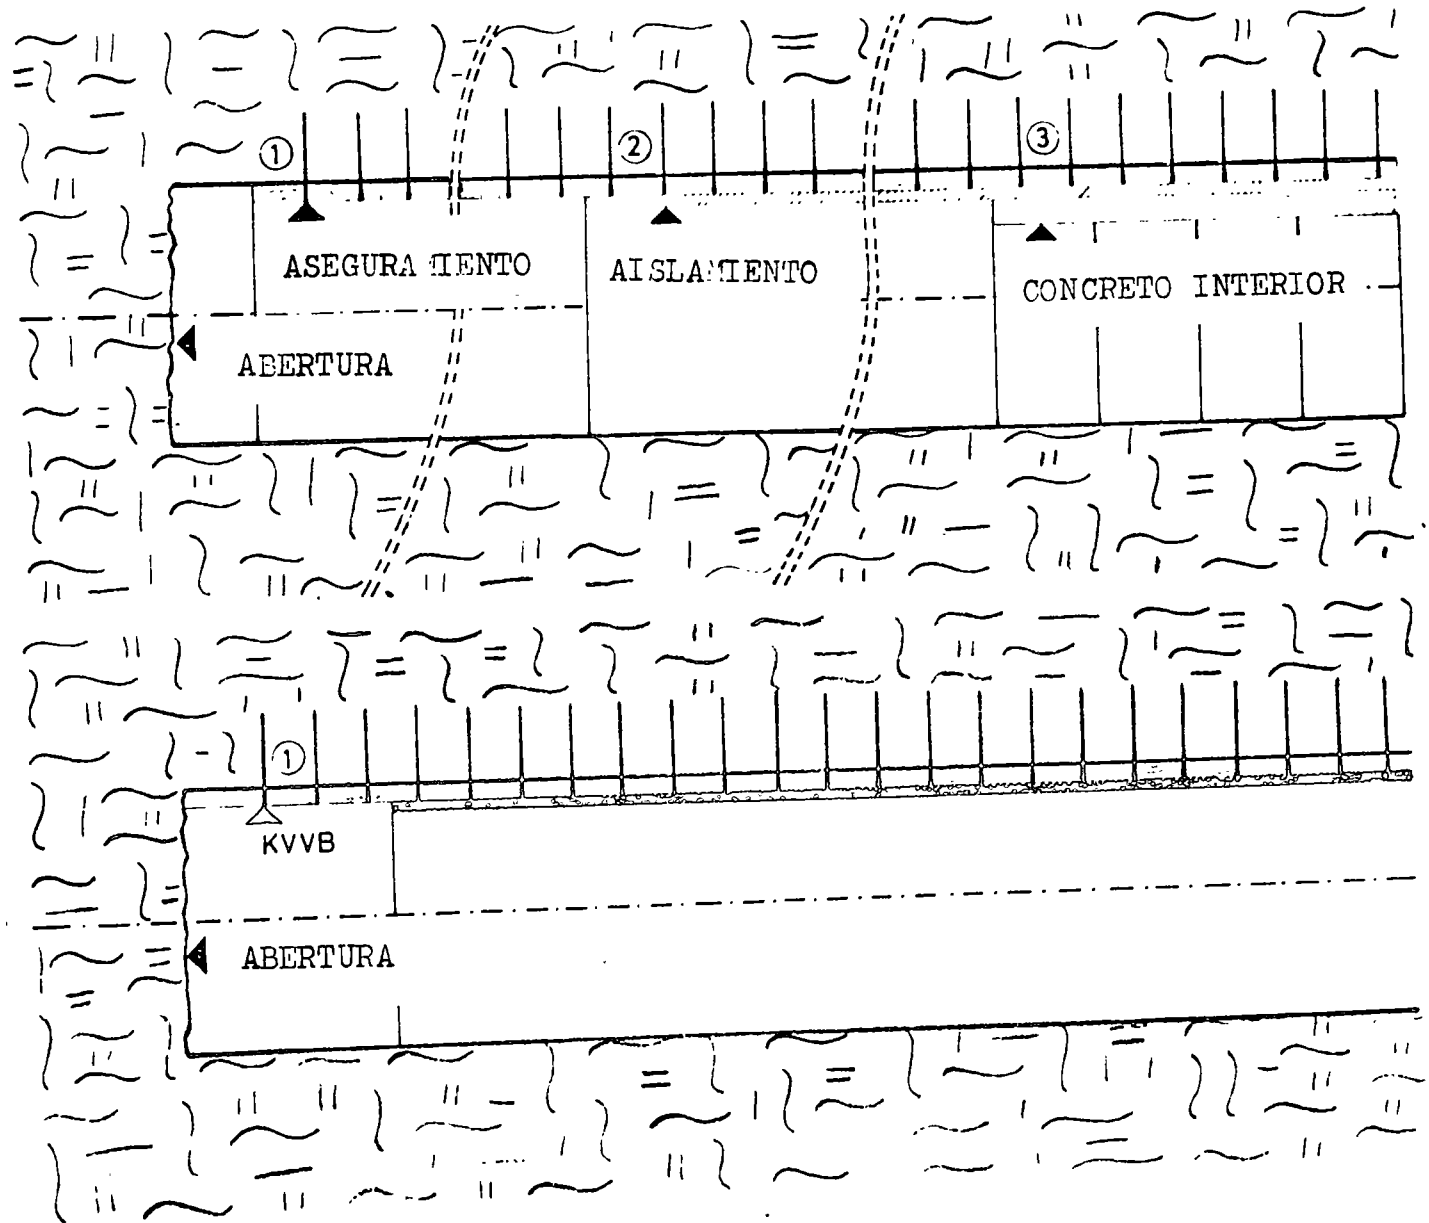 ①
②
③
ASEGURAMIENTO
AISLAMIENTO
CONCRETO INTERIOR
ABERTURA
①
KVVB
ABERTURA